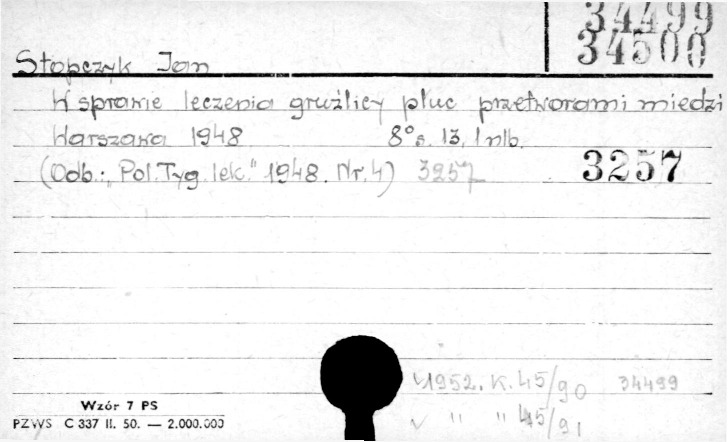 34499
34500
Stopczyk Jan
W sprawie leczenia gruźlicy płuc przetworami miedzi
Warszawa 1948. 8° s. 13, 1 nlb.
(Odb.: „Pol. Tyg. lek." 1948. Nr. 4) 3257 3257
v 1952. K. 45/90 34499
v " " 45/91
Wzór 7 PS
PZWS C 337 II. 50. — 2.000.000